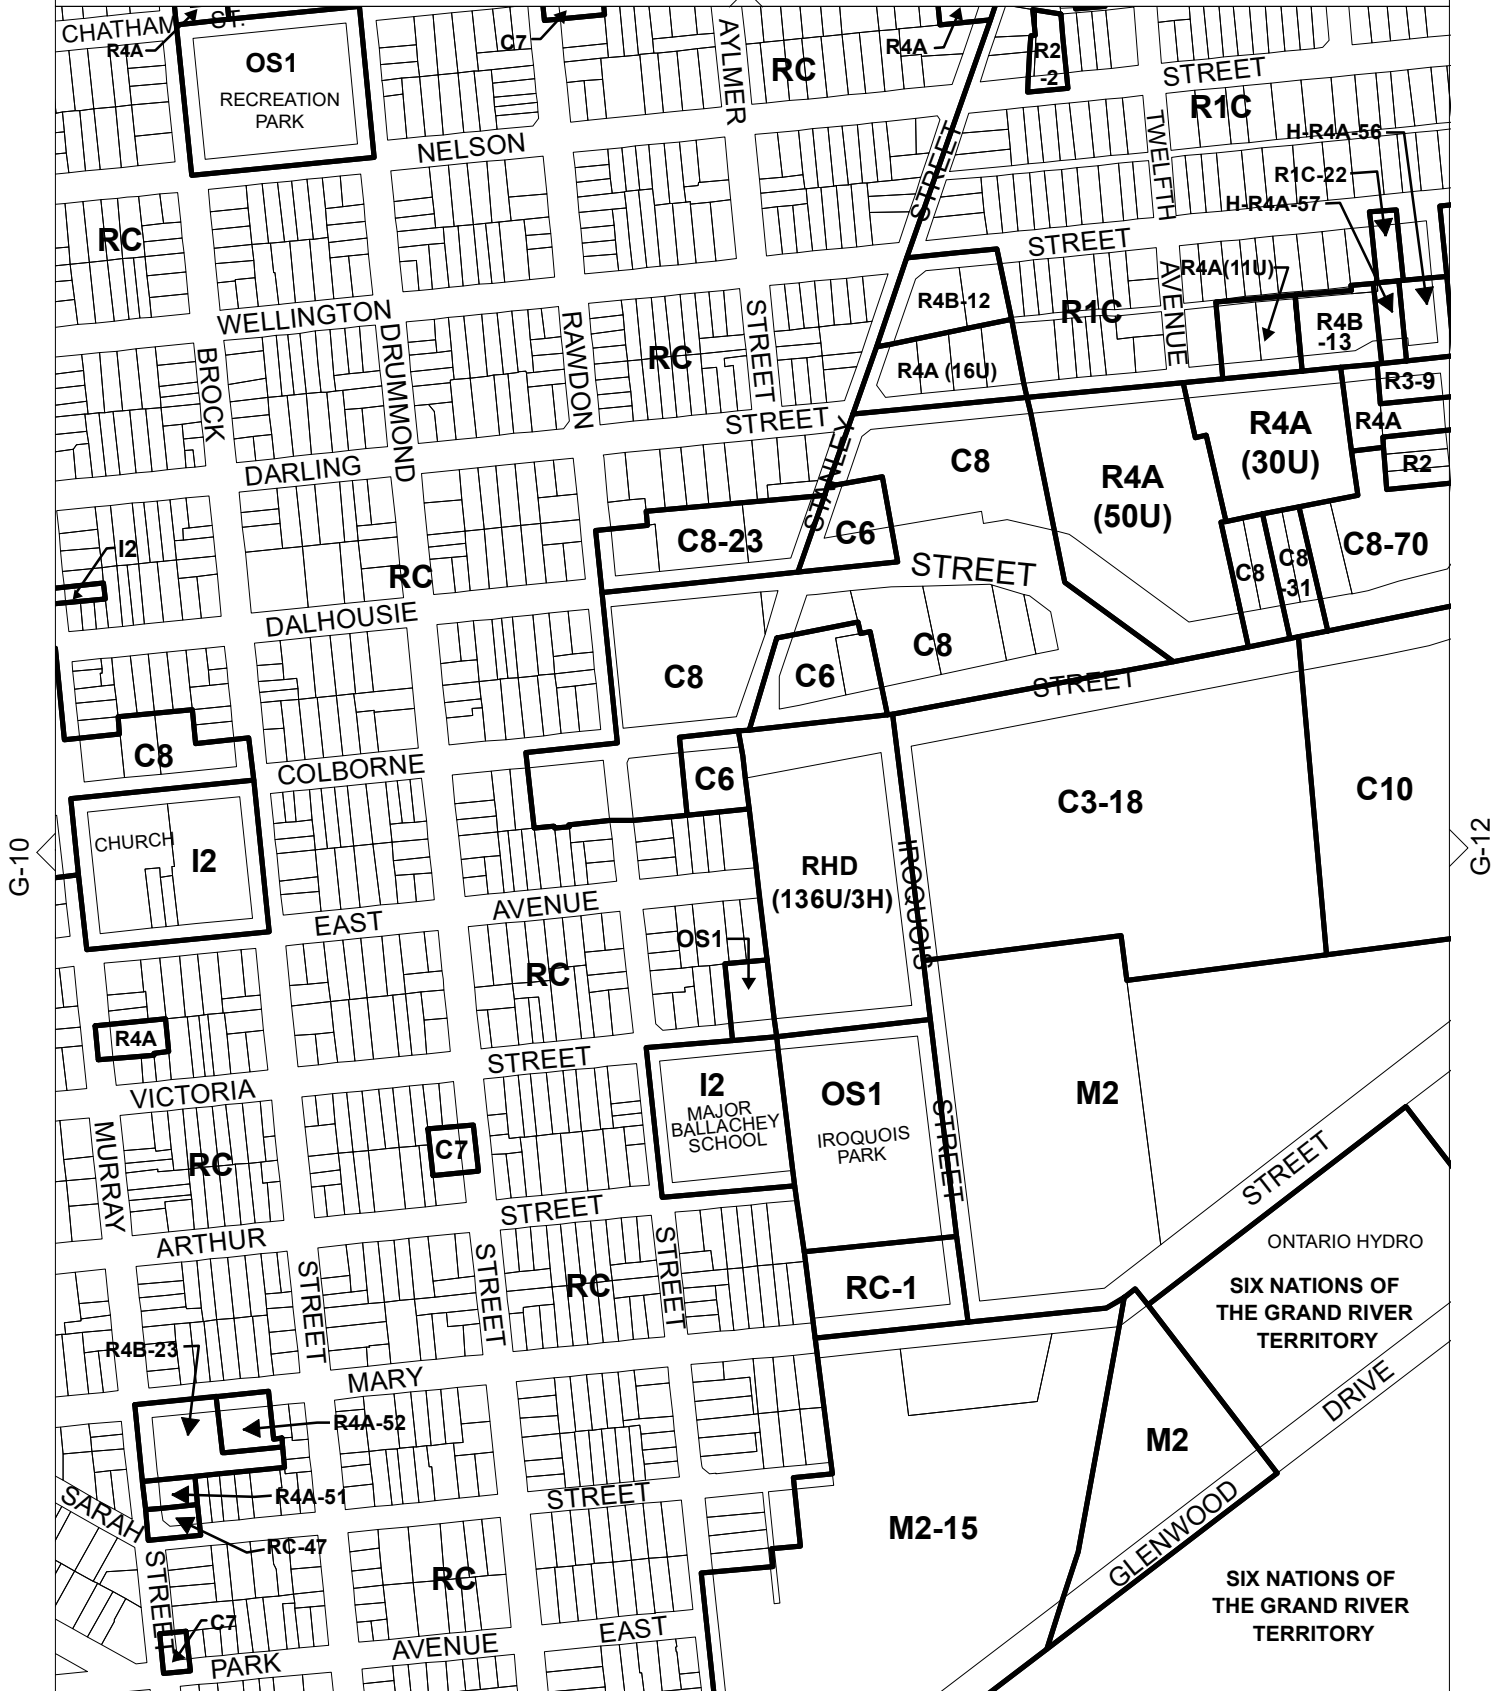 CHATHAM ST.
R4A
OS1
RECREATION
PARK
C7
AYLMER
RC
R4A
R2
-2
STREET
R1C
H-R4A-56
R1C-22
H-R4A-57
TWELFTH
NELSON
STREET
RC
STREET
R4A(11U)
AVENUE
R4B-12
R1C
R4B
-13
WELLINGTON
DRUMMOND
RAWDON
STREET
RC
BROCK
R4A (16U)
R3-9
R4A
STREET
R4A
(30U)
R2
DARLING
STANLEY
C8
R4A
(50U)
C8-23
C6
C8-70
I2
RC
STREET
C8
C8
-31
DALHOUSIE
C8
C6
C8
STREET
C8
COLBORNE
C6
C3-18
C10
G-10
G-12
CHURCH
I2
RHD
(136U/3H)
IROQUOIS
EAST
AVENUE
OS1
RC
R4A
STREET
VICTORIA
I2
MAJOR
BALLACHEY
SCHOOL
OS1
IROQUOIS
PARK
STREET
M2
MURRAY
RC
C7
STREET
STREET
ARTHUR
STREET
STREET
STREET
RC
RC-1
ONTARIO HYDRO
SIX NATIONS OF
THE GRAND RIVER
TERRITORY
R4B-23
MARY
DRIVE
R4A-52
M2
R4A-51
STREET
SARAH
RC-47
M2-15
GLENWOOD
STREET
RC
SIX NATIONS OF
THE GRAND RIVER
TERRITORY
C7
PARK
AVENUE
EAST